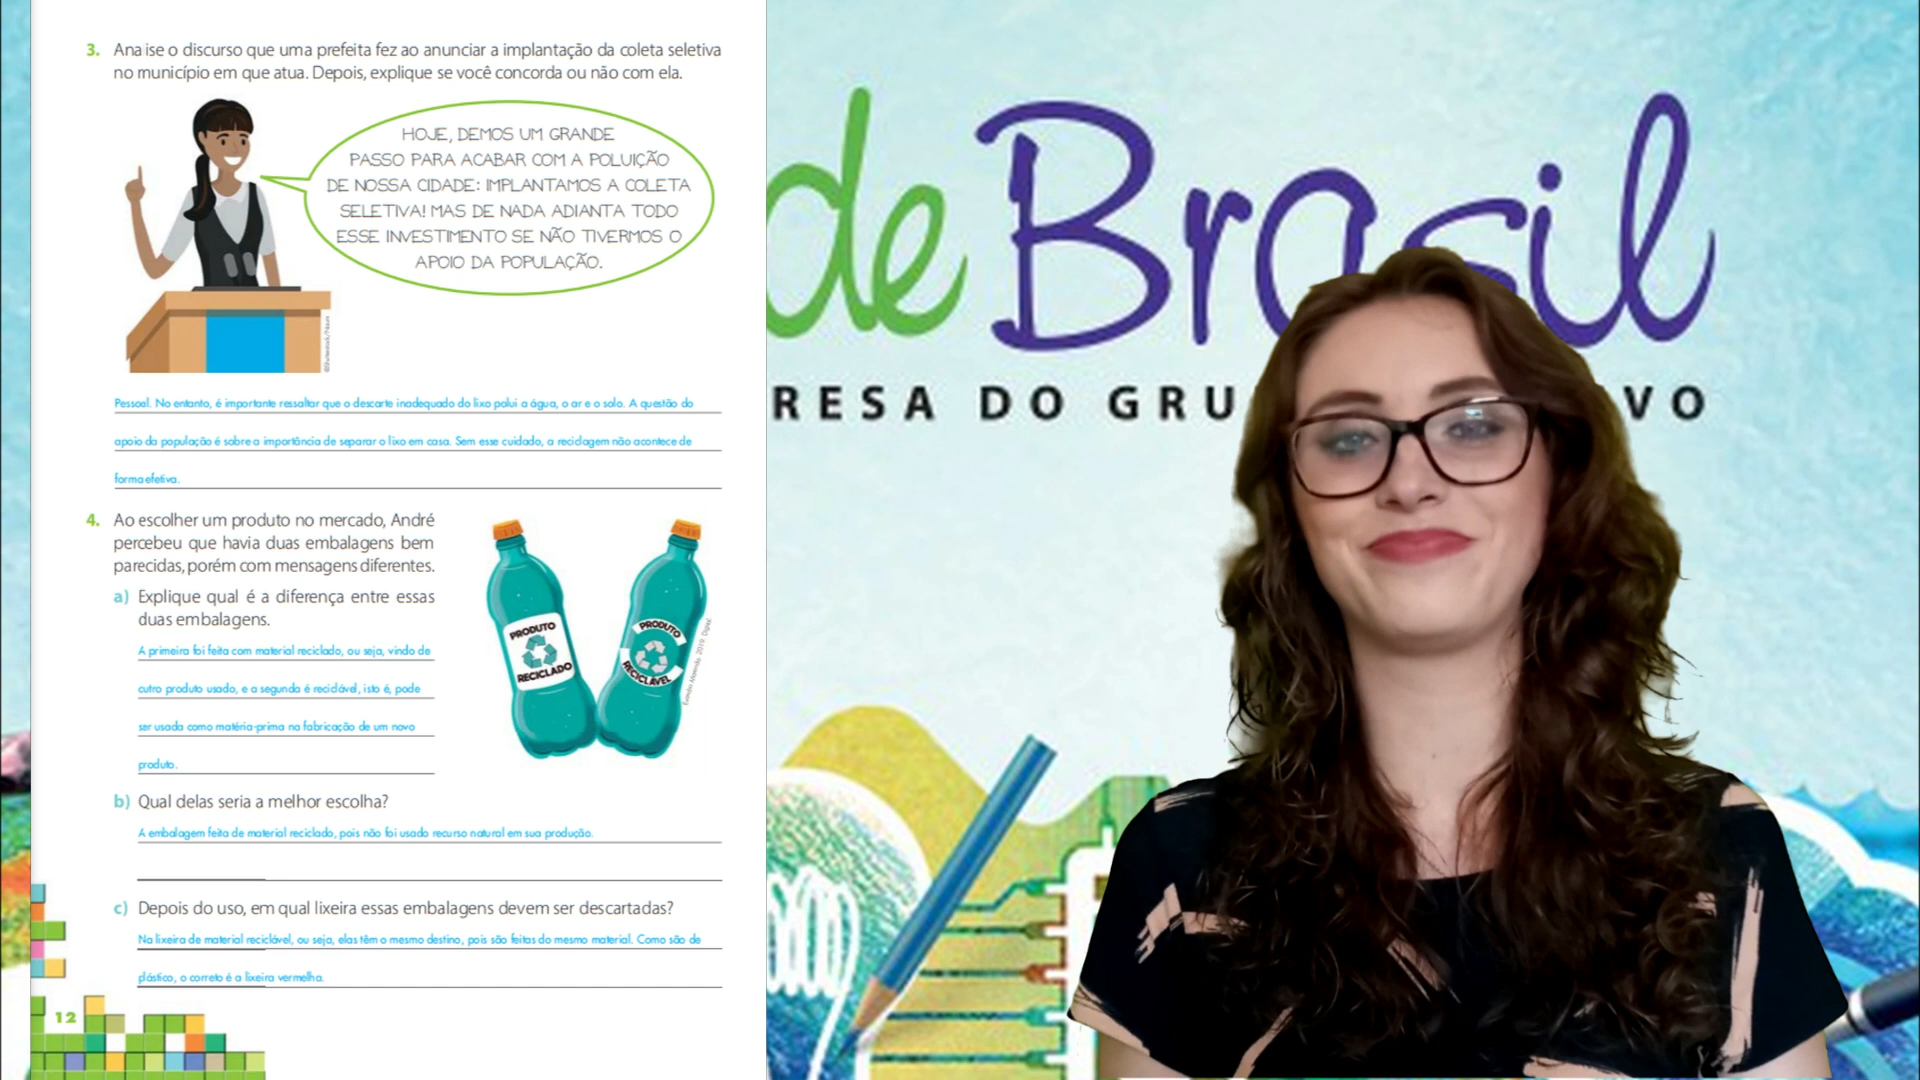 3. Ana ise o discurso que uma prefeita fez ao anunciar a implantação da coleta seletiva
no município em que atua. Depois, explique se você concorda ou não com ela.
HOJE, DEMOS UM GRANDE
PASSO PARA ACABAR COM A POLUIÇÃO
DE NOSSA CIDADE: IMPLANTAMOS A COLETA
SELETIVA! MAS DE NADA ADIANTA TODO
ESSE INVESTIMENTO SE NÃO TIVERMOS O
APOIO DA POPULAÇÃO.
Pessoal. No entanto, é importante ressaltar que o descarte inadequado do lixo polui a água, o ar e o solo. A questão do
apoio da população é sobre a importância de separar o lixo em casa. Sem esse cuidado, a reciclagem não acontece de
forma efetiva.
4. Ao escolher um produto no mercado, André
percebeu que havia duas embalagens bem
parecidas, porém com mensagens diferentes.
a) Explique qual é a diferença entre essas
duas embalagens.
A primeira foi feita com material reciclado, ou seja, vindo de
outro produto usado, e a segunda é reciclável, isto é, pode
ser usada como matéria-prima na fabricação de um novo
produto.
PRODUTO
RECICLADO
PRODUTO
RECICLÁVEL
b) Qual delas seria a melhor escolha?
A embalagem feita de material reciclado, pois não foi usado recurso natural em sua produção.
c) Depois do uso, em qual lixeira essas embalagens devem ser descartadas?
Na lixeira de material reciclável, ou seja, elas têm o mesmo destino, pois são feitas do mesmo material. Como são de
plástico, o correto é a lixeira vermelha.
12
de Brasil
RESA DO GRU VO